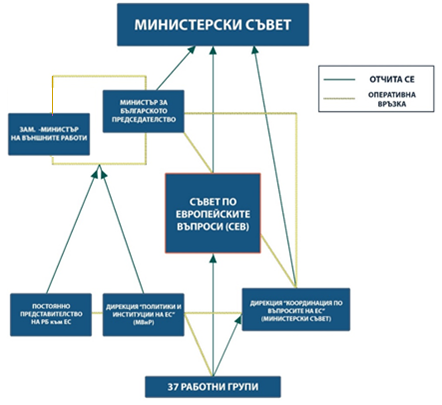 МИНИСТЕРСКИ СЪВЕТ
ОТЧИТА СЕ
ОПЕРАТИВНА
ВРЪЗКА
МИНИСТЪР ЗА
БЪЛГАРСКОТО
ПРЕДСЕДАТЕЛСТВО
ЗАМ. -МИНИСТЪР
НА ВЪНШНИТЕ РАБОТИ
СЪВЕТ ПО
ЕВРОПЕЙСКИТЕ
ВЪПРОСИ (СЕВ)
ПОСТОЯННО
ПРЕДСТАВИТЕЛСТВО
НА РБ към ЕС
ДИРЕКЦИЯ "ПОЛИТИКИ И
ИНСТИТУЦИИ НА ЕС"
(МВнР)
ДИРЕКЦИЯ "КООРДИНАЦИЯ ПО
ВЪПРОСИТЕ НА ЕС"
(МИНИСТЕРСКИ СЪВЕТ)
37 РАБОТНИ ГРУПИ